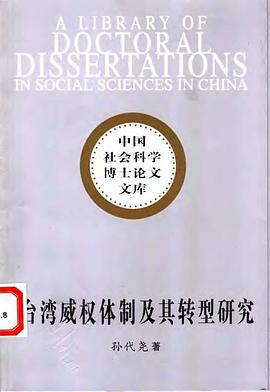 A LIBRARY OF
DOCTORAL
DISSERTATIONS
IN SOCIAL SCIENCES IN CHINA
中国
社会科学
博士论文
文库
台湾威权体制及其转型研究
孙代尧 著
.8